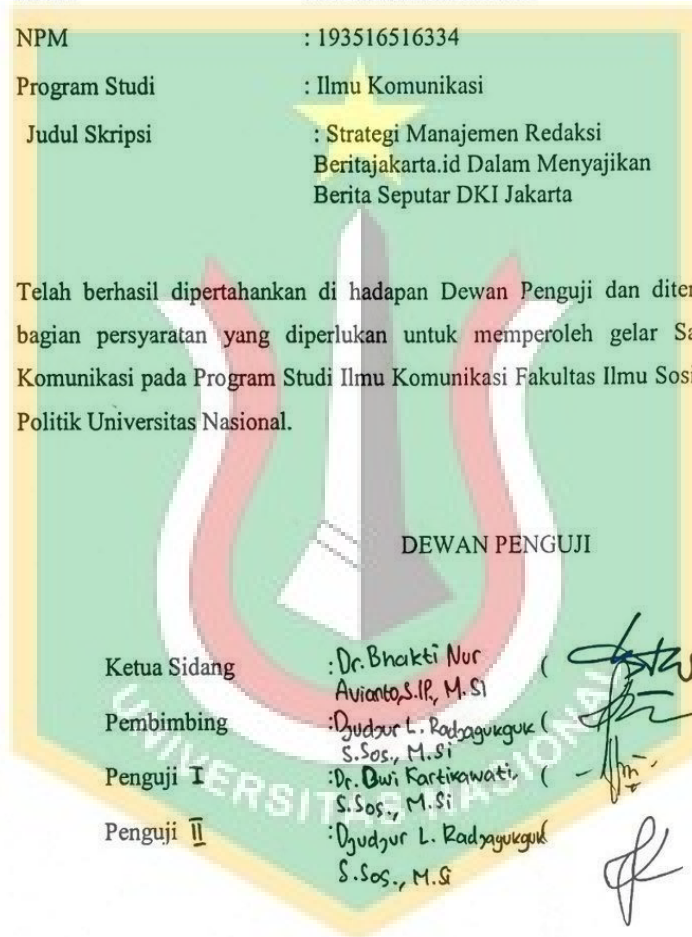 NPM : 193516516334
Program Studi : Ilmu Komunikasi
Judul Skripsi : Strategi Manajemen Redaksi
Beritajakarta.id Dalam Menyajikan
Berita Seputar DKI Jakarta
Telah berhasil dipertahankan di hadapan Dewan Penguji dan diter
bagian persyaratan yang diperlukan untuk memperoleh gelar Sa
Komunikasi pada Program Studi Ilmu Komunikasi Fakultas Ilmu Sosi
Politik Universitas Nasional.
DEWAN PENGUJI
Ketua Sidang : Dr. Bhakti Nur (
Avianto, S.IP, M.Si
Pembimbing : Djudjur L. Radjagukguk (
S.Sos., M.Si
Penguji I : Dr. Dwi Kartikawati, (
S.Sos., M.Si
Penguji II : Djudjur L. Radjagukguk
S.Sos., M.Si
UNIVERSITAS NASIONAL